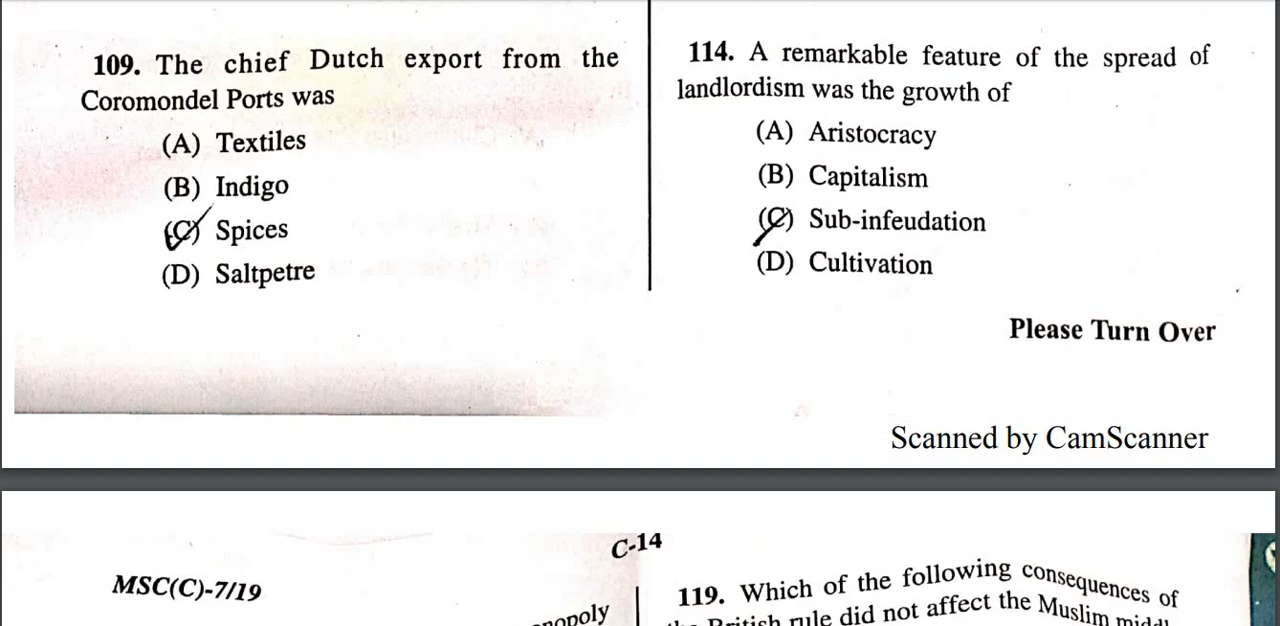 109. The chief Dutch export from the
Coromondel Ports was
(A) Textiles
(B) Indigo
(C) Spices
(D) Saltpetre
114. A remarkable feature of the spread of
landlordism was the growth of
(A) Aristocracy
(B) Capitalism
(C) Sub-infeudation
(D) Cultivation
Please Turn Over
Scanned by CamScanner
C-14
MSC(C)-7/19
119. Which of the following consequences of
British rule did not affect the Muslim